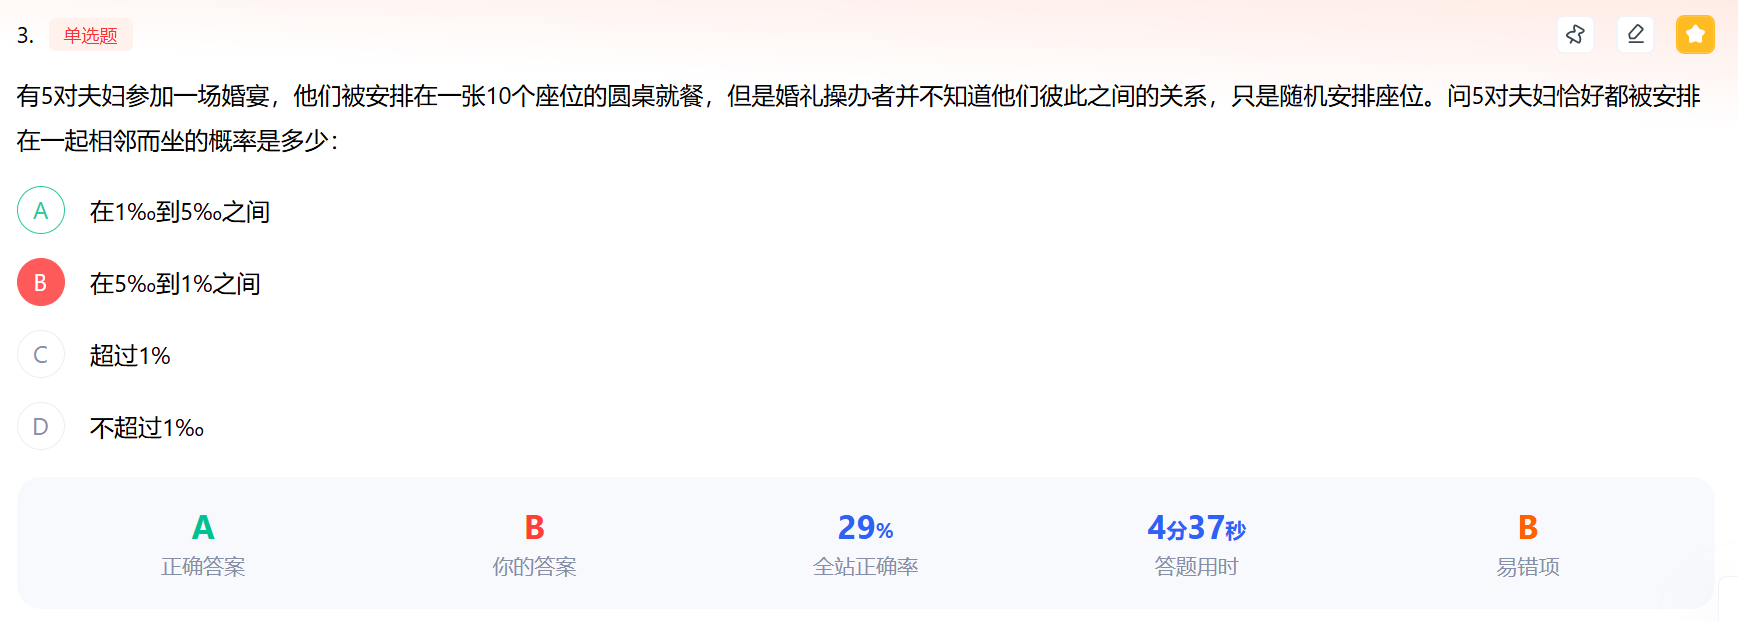 3. 单选题
有5对夫妇参加一场婚宴，他们被安排在一张10个座位的圆桌就餐，但是婚礼操办者并不知道他们彼此之间的关系，只是随机安排座位。问5对夫妇恰好都被安排
在一起相邻而坐的概率是多少：
A 在1‰到5‰之间
B 在5‰到1%之间
C 超过1%
D 不超过1‰
A B 29% 4分37秒 B
正确答案 你的答案 全站正确率 答题用时 易错项